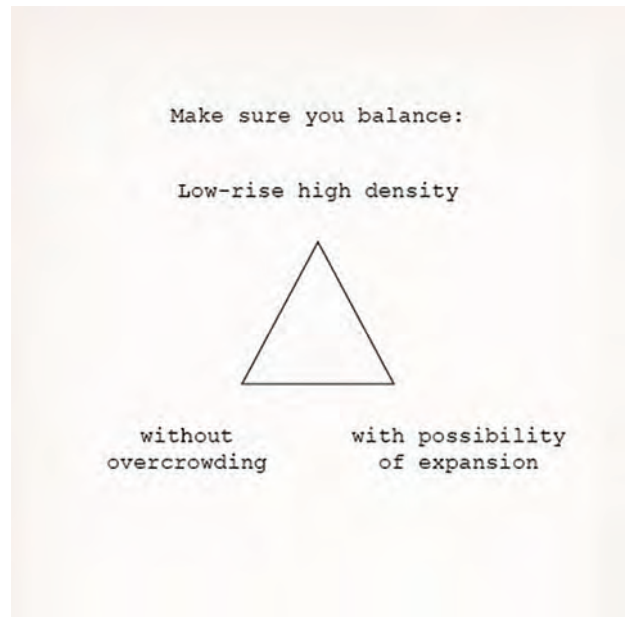 Make sure you balance:
Low-rise high density
without
overcrowding
with possibility
of expansion